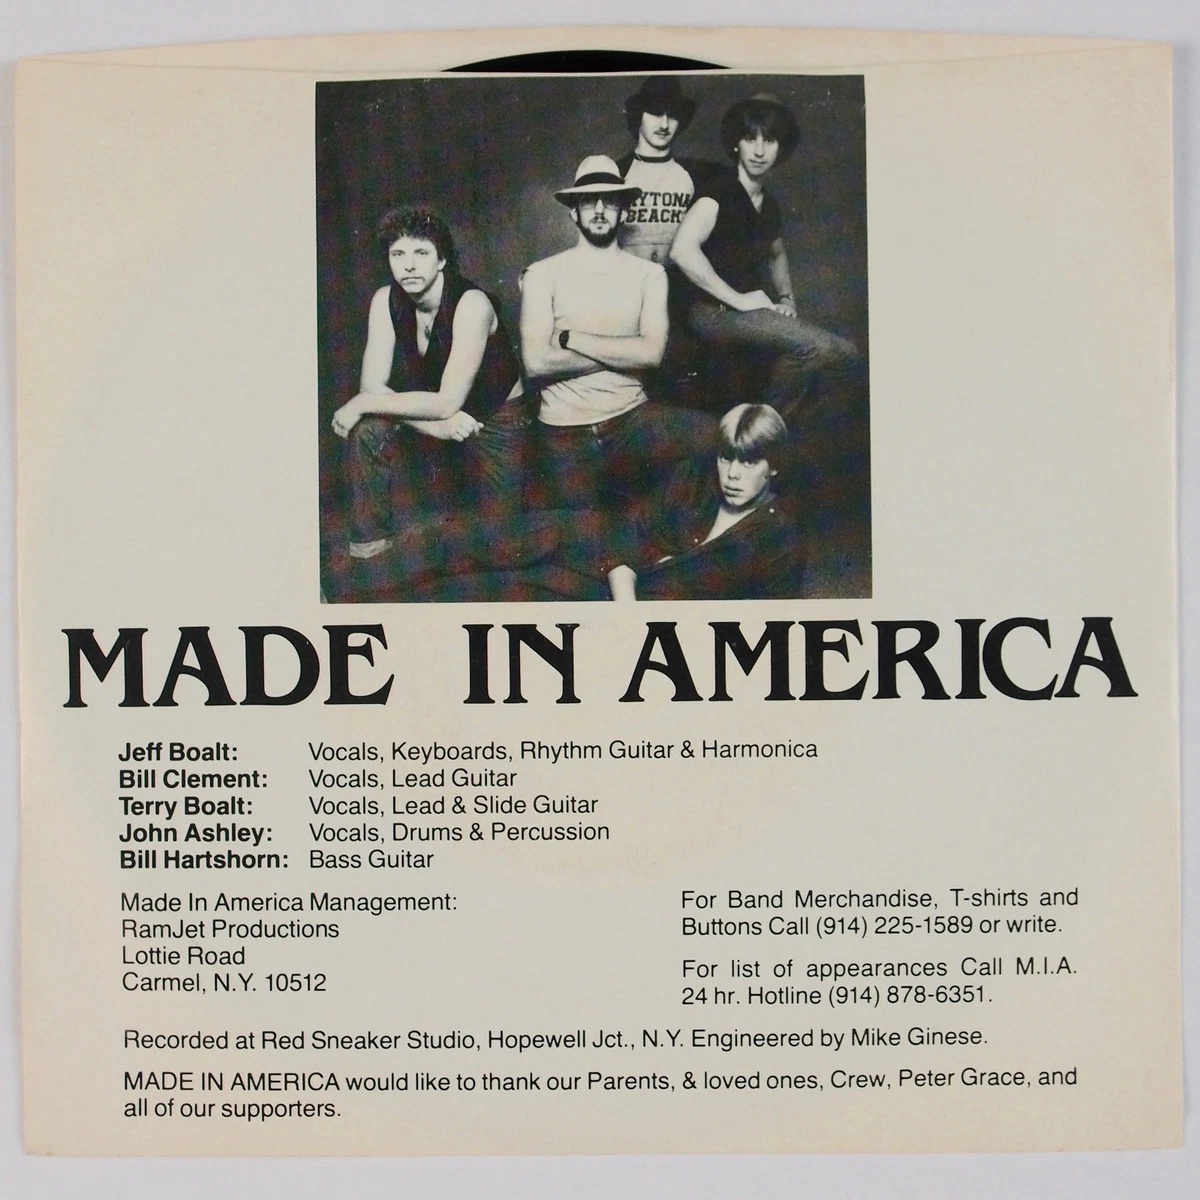 YTONA
BEACH
MADE IN AMERICA
Jeff Boalt: Vocals, Keyboards, Rhythm Guitar & Harmonica
Bill Clement: Vocals, Lead Guitar
Terry Boalt: Vocals, Lead & Slide Guitar
John Ashley: Vocals, Drums & Percussion
Bill Hartshorn: Bass Guitar
Made In America Management:
RamJet Productions
Lottie Road
Carmel, N.Y. 10512
For Band Merchandise, T-shirts and
Buttons Call (914) 225-1589 or write.
For list of appearances Call M.I.A.
24 hr. Hotline (914) 878-6351.
Recorded at Red Sneaker Studio, Hopewell Jct., N.Y. Engineered by Mike Ginese.
MADE IN AMERICA would like to thank our Parents, & loved ones, Crew, Peter Grace, and
all of our supporters.